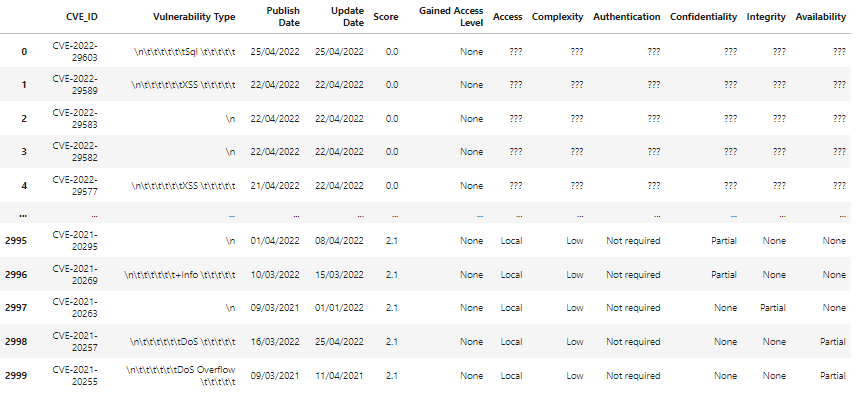 CVE_ID Vulnerability Type Publish Date Update Date Score Gained Access Level Access Complexity Authentication Confidentiality Integrity Availability
0 CVE-2022-29603 \n\t\t\t\t\t\tSql \t\t\t\t\t 25/04/2022 25/04/2022 0.0 None ??? ??? ??? ??? ??? ???
1 CVE-2022-29589 \n\t\t\t\t\t\tXSS \t\t\t\t\t 22/04/2022 22/04/2022 0.0 None ??? ??? ??? ??? ??? ???
2 CVE-2022-29583 \n 22/04/2022 22/04/2022 0.0 None ??? ??? ??? ??? ??? ???
3 CVE-2022-29582 \n 22/04/2022 22/04/2022 0.0 None ??? ??? ??? ??? ??? ???
4 CVE-2022-29577 \n\t\t\t\t\t\tXSS \t\t\t\t\t 21/04/2022 22/04/2022 0.0 None ??? ??? ??? ??? ??? ???
... ... ... ... ... ... ... ... ... ... ... ... ...
2995 CVE-2021-20295 \n 01/04/2022 08/04/2022 2.1 None Local Low Not required Partial None None
2996 CVE-2021-20269 \n\t\t\t\t\t\t+Info \t\t\t\t\t 10/03/2022 15/03/2022 2.1 None Local Low Not required Partial None None
2997 CVE-2021-20263 \n 09/03/2021 01/01/2022 2.1 None Local Low Not required None Partial None
2998 CVE-2021-20257 \n\t\t\t\t\t\tDoS \t\t\t\t\t 16/03/2022 25/04/2022 2.1 None Local Low Not required None None Partial
2999 CVE-2021-20255 \n\t\t\t\t\t\tDoS Overflow \t\t\t\t\t 09/03/2021 11/04/2021 2.1 None Local Low Not required None None Partial